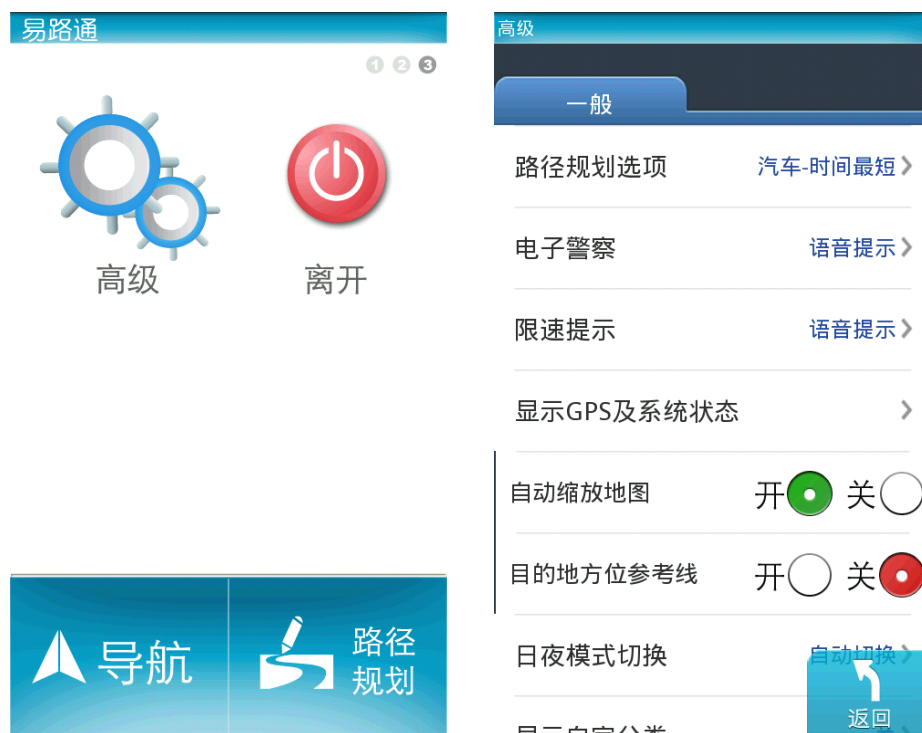 易路通
1 2 3
高级 离开
导航
路径
规划
高级
一般
路径规划选项 汽车-时间最短
电子警察 语音提示
限速提示 语音提示
显示GPS及系统状态
自动缩放地图 开 关
目的地方位参考线 开 关
日夜模式切换 自动切换
返回